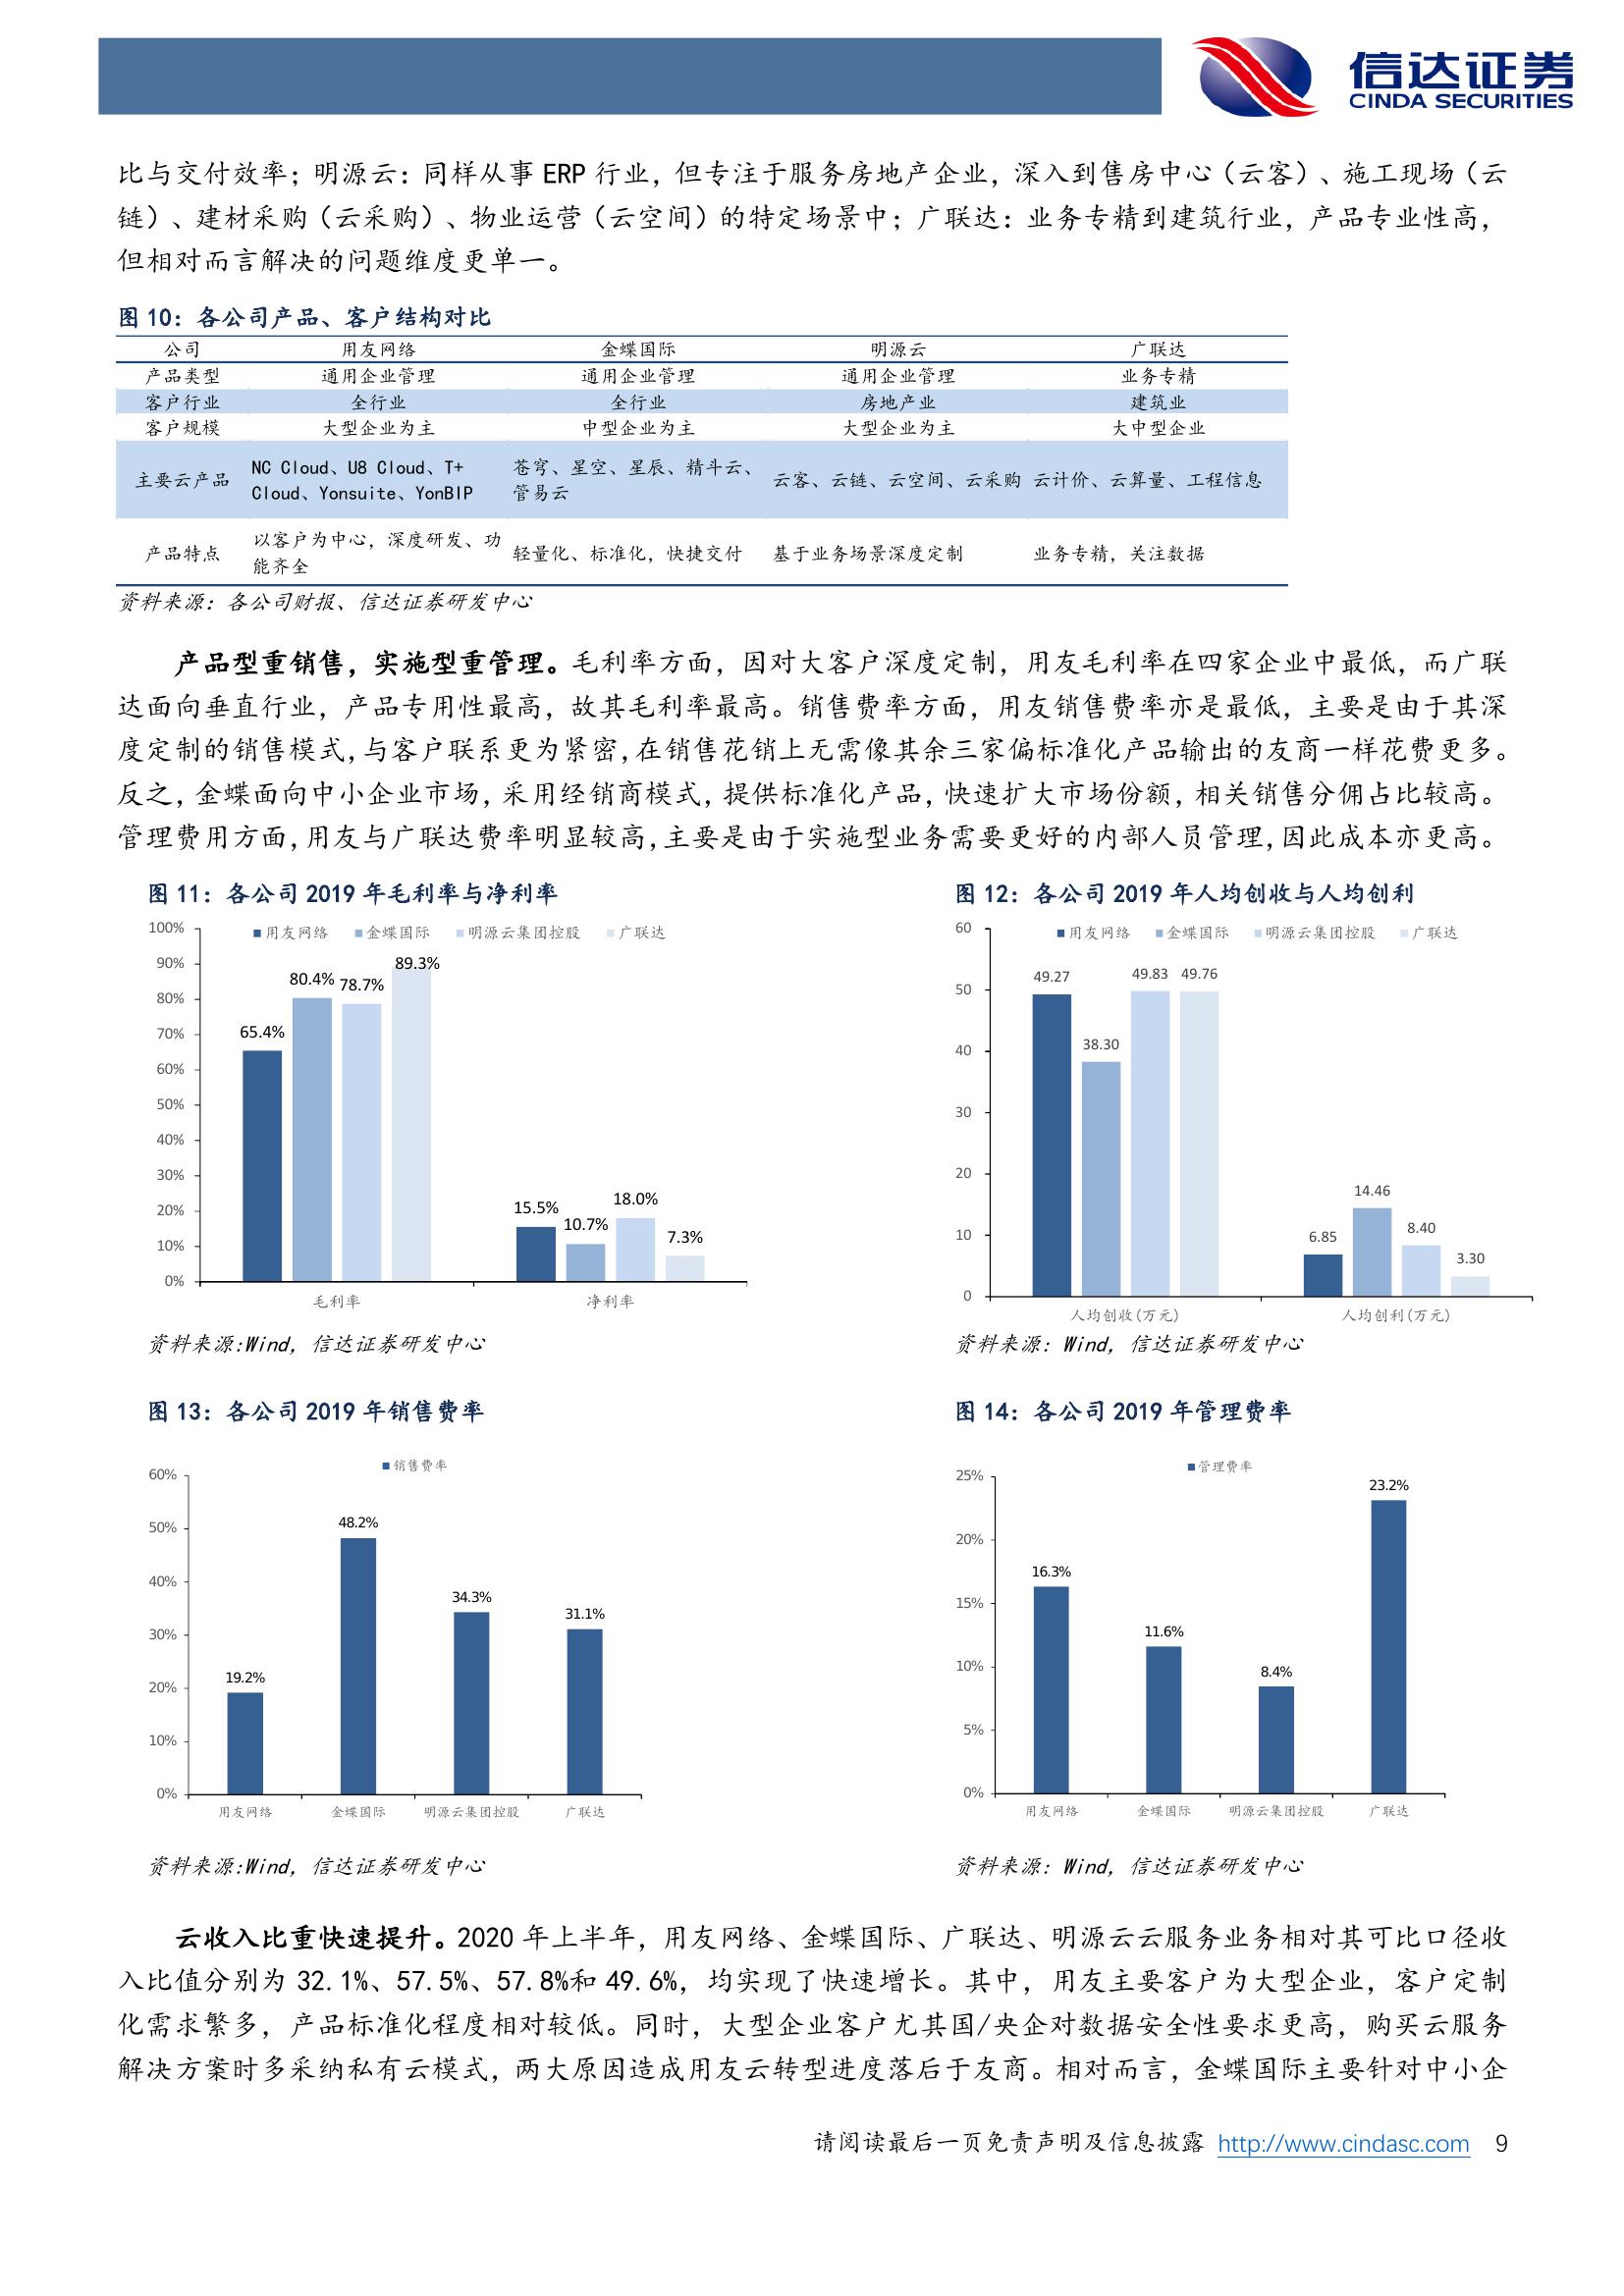 信达证券
CINDA SECURITIES
比与交付效率；明源云：同样从事 ERP 行业，但专注于服务房地产企业，深入到售房中心（云客）、施工现场（云
链）、建材采购（云采购）、物业运营（云空间）的特定场景中；广联达：业务专精到建筑行业，产品专业性高，
但相对而言解决的问题维度更单一。
图 10：各公司产品、客户结构对比
公司 用友网络 金蝶国际 明源云 广联达
产品类型 通用企业管理 通用企业管理 通用企业管理 业务专精
客户行业 全行业 全行业 房地产业 建筑业
客户规模 大型企业为主 中型企业为主 大型企业为主 大中型企业
主要云产品 NC Cloud、U8 Cloud、T+ Cloud、Yonsuite、YonBIP 苍穹、星空、星辰、精斗云、管易云 云客、云链、云空间、云采购 云计价、云算量、工程信息
产品特点 以客户为中心，深度研发、功能齐全 轻量化、标准化，快捷交付 基于业务场景深度定制 业务专精，关注数据
资料来源：各公司财报、信达证券研发中心
产品型重销售，实施型重管理。毛利率方面，因对大客户深度定制，用友毛利率在四家企业中最低，而广联
达面向垂直行业，产品专用性最高，故其毛利率最高。销售费率方面，用友销售费率亦是最低，主要是由于其深
度定制的销售模式，与客户联系更为紧密，在销售花销上无需像其余三家偏标准化产品输出的友商一样花费更多。
反之，金蝶面向中小企业市场，采用经销商模式，提供标准化产品，快速扩大市场份额，相关销售分佣占比较高。
管理费用方面，用友与广联达费率明显较高，主要是由于实施型业务需要更好的内部人员管理，因此成本亦更高。
图 11：各公司 2019 年毛利率与净利率
用友网络 金蝶国际 明源云集团控股 广联达
100%
90%
80%
70%
60%
50%
40%
30%
20%
10%
0%
65.4% 80.4% 78.7% 89.3%
15.5% 10.7% 18.0% 7.3%
毛利率 净利率
资料来源:Wind，信达证券研发中心
图 12：各公司 2019 年人均创收与人均创利
用友网络 金蝶国际 明源云集团控股 广联达
60
50
40
30
20
10
0
49.27 38.30 49.83 49.76
6.85 14.46 8.40 3.30
人均创收(万元) 人均创利(万元)
资料来源：Wind，信达证券研发中心
图 13：各公司 2019 年销售费率
销售费率
60%
50%
40%
30%
20%
10%
0%
19.2% 48.2% 34.3% 31.1%
用友网络 金蝶国际 明源云集团控股 广联达
资料来源:Wind，信达证券研发中心
图 14：各公司 2019 年管理费率
管理费率
25%
20%
15%
10%
5%
0%
16.3% 11.6% 8.4% 23.2%
用友网络 金蝶国际 明源云集团控股 广联达
资料来源：Wind，信达证券研发中心
云收入比重快速提升。2020 年上半年，用友网络、金蝶国际、广联达、明源云云服务业务相对其可比口径收
入比值分别为 32.1%、57.5%、57.8%和 49.6%，均实现了快速增长。其中，用友主要客户为大型企业，客户定制
化需求繁多，产品标准化程度相对较低。同时，大型企业客户尤其国/央企对数据安全性要求更高，购买云服务
解决方案时多采纳私有云模式，两大原因造成用友云转型进度落后于友商。相对而言，金蝶国际主要针对中小企
请阅读最后一页免责声明及信息披露 http://www.cindasc.com 9